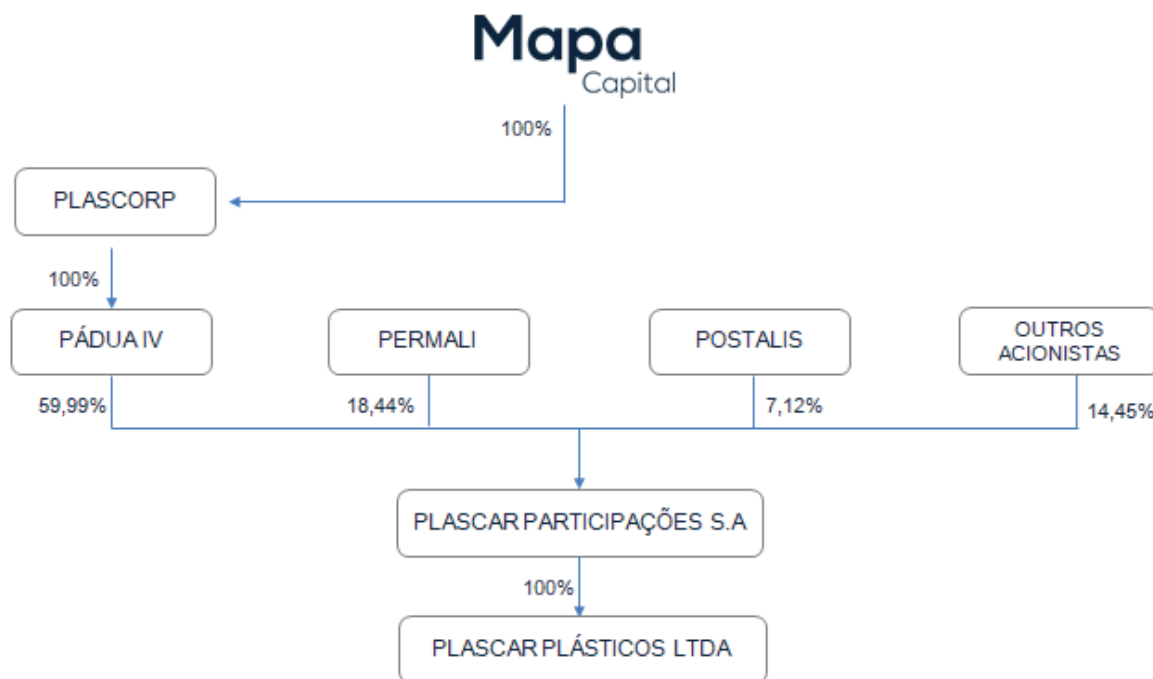 Mapa
Capital
100%
PLASCORP
100%
PÁDUA IV
PERMALI
POSTALIS
OUTROS
ACIONISTAS
59,99%
18,44%
7,12%
14,45%
PLASCAR PARTICIPAÇÕES S.A
100%
PLASCAR PLÁSTICOS LTDA